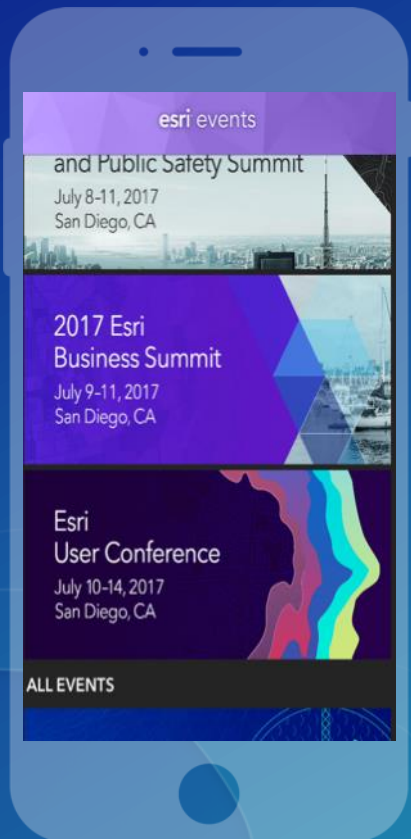 esri events
and Public Safety Summit
July 8-11, 2017
San Diego, CA
2017 Esri
Business Summit
July 9-11, 2017
San Diego, CA
Esri
User Conference
July 10-14, 2017
San Diego, CA
ALL EVENTS